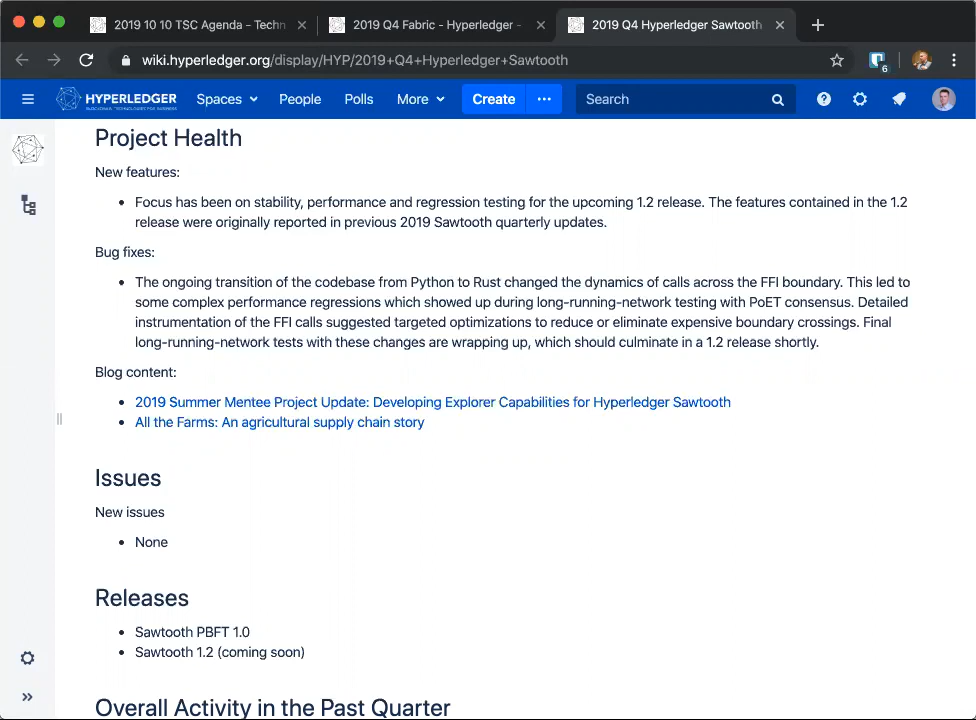 2019 10 10 TSC Agenda - Techn
2019 Q4 Fabric - Hyperledger -
2019 Q4 Hyperledger Sawtooth
wiki.hyperledger.org/display/HYP/2019+Q4+Hyperledger+Sawtooth
6
HYPERLEDGER
Spaces
People
Polls
More
Create
Search
Project Health
New features:
• Focus has been on stability, performance and regression testing for the upcoming 1.2 release. The features contained in the 1.2
release were originally reported in previous 2019 Sawtooth quarterly updates.
Bug fixes:
• The ongoing transition of the codebase from Python to Rust changed the dynamics of calls across the FFI boundary. This led to
some complex performance regressions which showed up during long-running-network testing with PoET consensus. Detailed
instrumentation of the FFI calls suggested targeted optimizations to reduce or eliminate expensive boundary crossings. Final
long-running-network tests with these changes are wrapping up, which should culminate in a 1.2 release shortly.
Blog content:
• 2019 Summer Mentee Project Update: Developing Explorer Capabilities for Hyperledger Sawtooth
• All the Farms: An agricultural supply chain story
Issues
New issues
• None
Releases
• Sawtooth PBFT 1.0
• Sawtooth 1.2 (coming soon)
Overall Activity in the Past Quarter